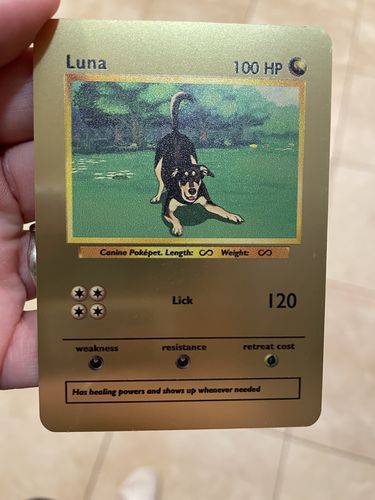 Luna 100 HP
Canine Poképet. Length: ∞ Weight: ∞
Lick 120
weakness resistance retreat cost
Has healing powers and shows up whenever needed